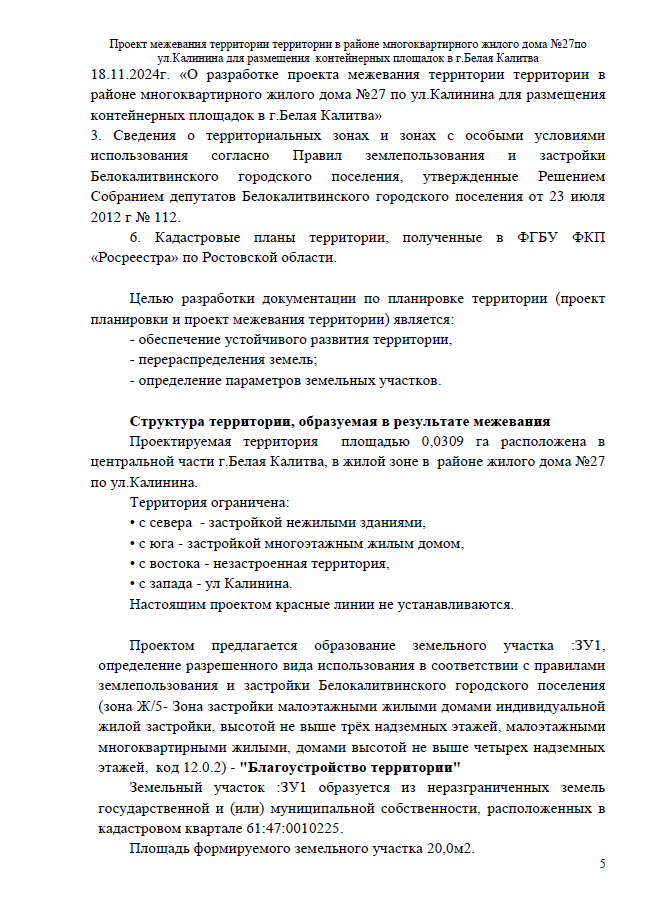 Проект межевания территории территории в районе многоквартирного жилого дома №27по
ул.Калинина для размещения контейнерных площадок в г.Белая Калитва
18.11.2024г. «О разработке проекта межевания территории территории в
районе многоквартирного жилого дома №27 по ул.Калинина для размещения
контейнерных площадок в г.Белая Калитва»
3. Сведения о территориальных зонах и зонах с особыми условиями
использования согласно Правил землепользования и застройки
Белокалитвинского городского поселения, утвержденные Решением
Собранием депутатов Белокалитвинского городского поселения от 23 июля
2012 г № 112.
6. Кадастровые планы территории, полученные в ФГБУ ФКП
«Росреестра» по Ростовской области.
Целью разработки документации по планировке территории (проект
планировки и проект межевания территории) является:
- обеспечение устойчивого развития территории,
- перераспределения земель;
- определение параметров земельных участков.
Структура территории, образуемая в результате межевания
Проектируемая территория площадью 0,0309 га расположена в
центральной части г.Белая Калитва, в жилой зоне в районе жилого дома №27
по ул.Калинина.
Территория ограничена:
• с севера - застройкой нежилыми зданиями,
• с юга - застройкой многоэтажным жилым домом,
• с востока - незастроенная территория,
• с запада - ул Калинина.
Настоящим проектом красные линии не устанавливаются.
Проектом предлагается образование земельного участка :ЗУ1,
определение разрешенного вида использования в соответствии с правилами
землепользования и застройки Белокалитвинского городского поселения
(зона Ж/5- Зона застройки малоэтажными жилыми домами индивидуальной
жилой застройки, высотой не выше трёх надземных этажей, малоэтажными
многоквартирными жилыми, домами высотой не выше четырех надземных
этажей, код 12.0.2) - "Благоустройство территории"
Земельный участок :ЗУ1 образуется из неразграниченных земель
государственной и (или) муниципальной собственности, расположенных в
кадастровом квартале 61:47:0010225.
Площадь формируемого земельного участка 20,0м2.
5